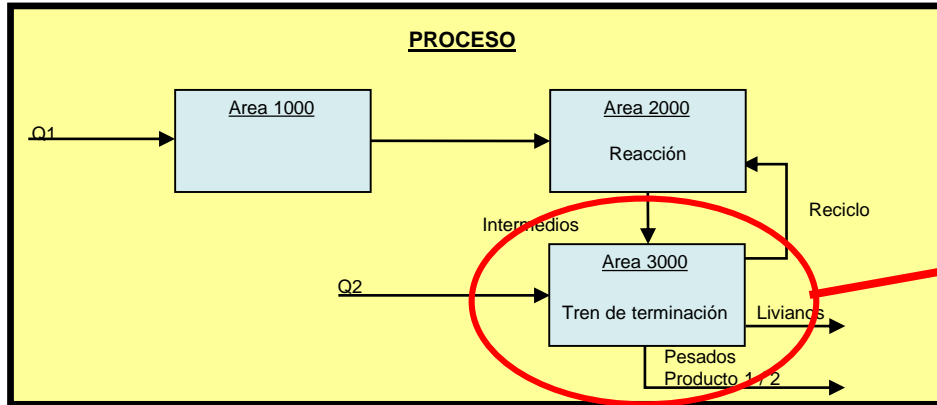 PROCESO
Area 1000
Area 2000
Q1
Reacción
Reciclo
Intermedios
Area 3000
Q2
Tren de terminación
Livianos
Pesados
Producto 1 / 2